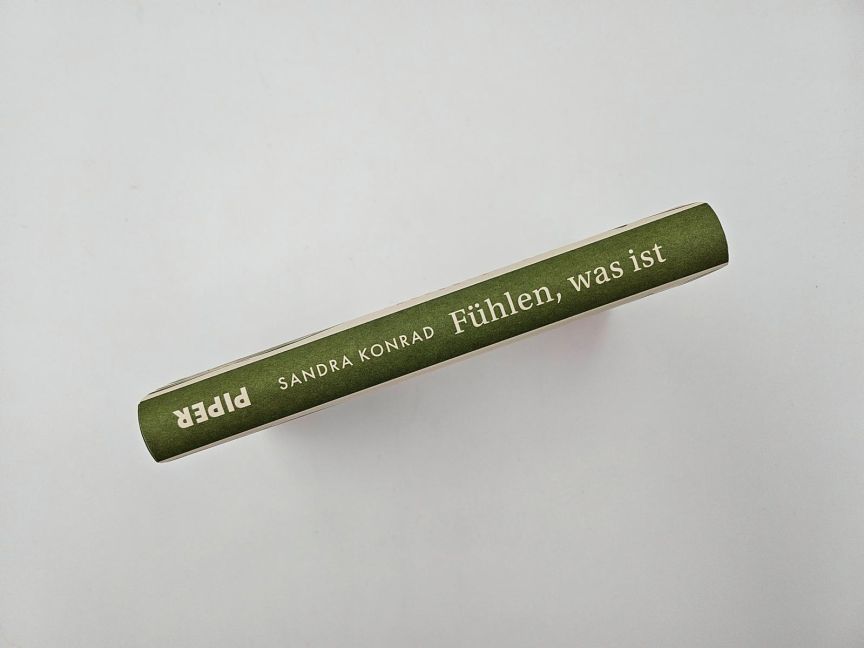 PIPER
SANDRA KONRAD
Fühlen, was ist